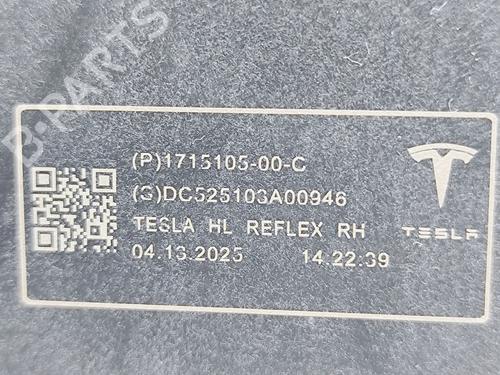 B-PARTS
(P)1715105-00-C
(S)DC525103A00946
TESLA HL REFLEX RH
04.13.2025 14.22.39
TESLA